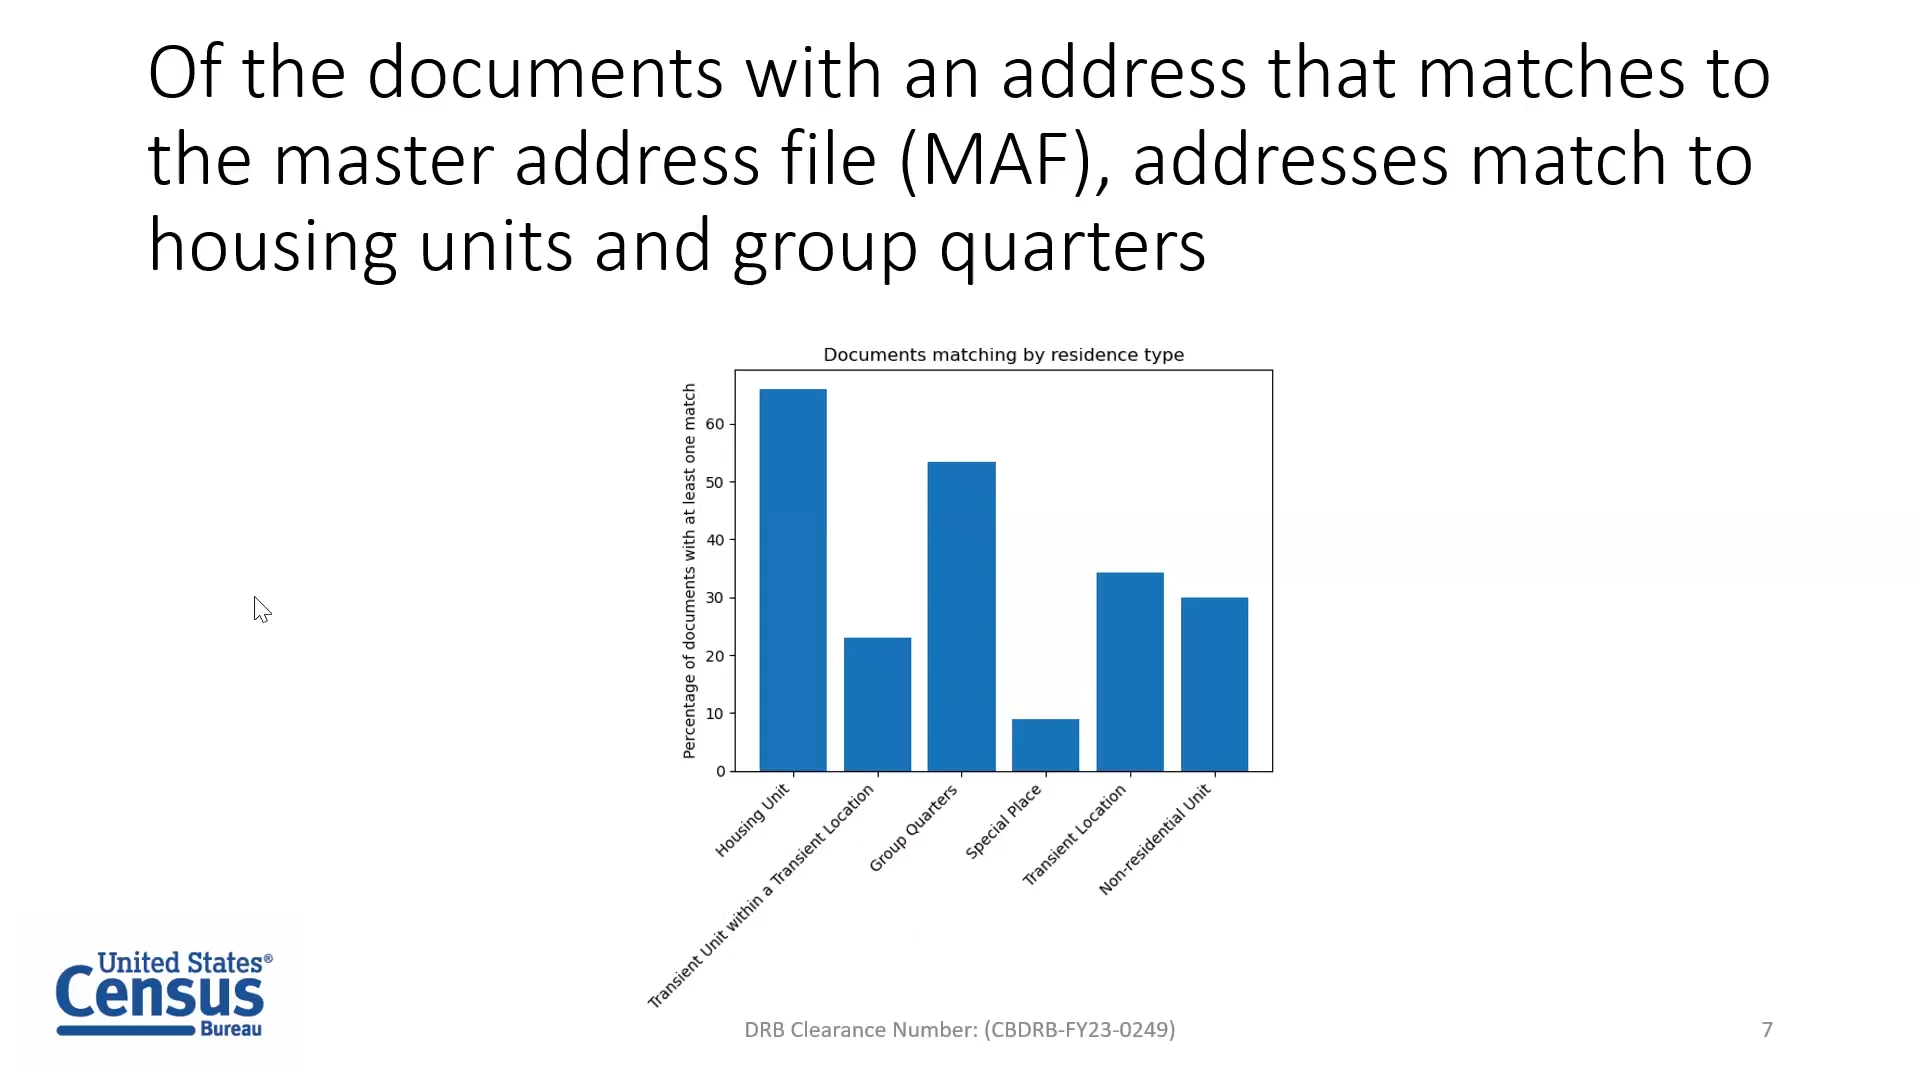 Of the documents with an address that matches to
the master address file (MAF), addresses match to
housing units and group quarters
Documents matching by residence type
Percentage of documents with at least one match
60
50
40
30
20
10
0
Housing Unit
Transient Unit within a Transient Location
Group Quarters
Special Place
Transient Location
Non-residential Unit
United States®
Census
Bureau
DRB Clearance Number: (CBDRB-FY23-0249)
7